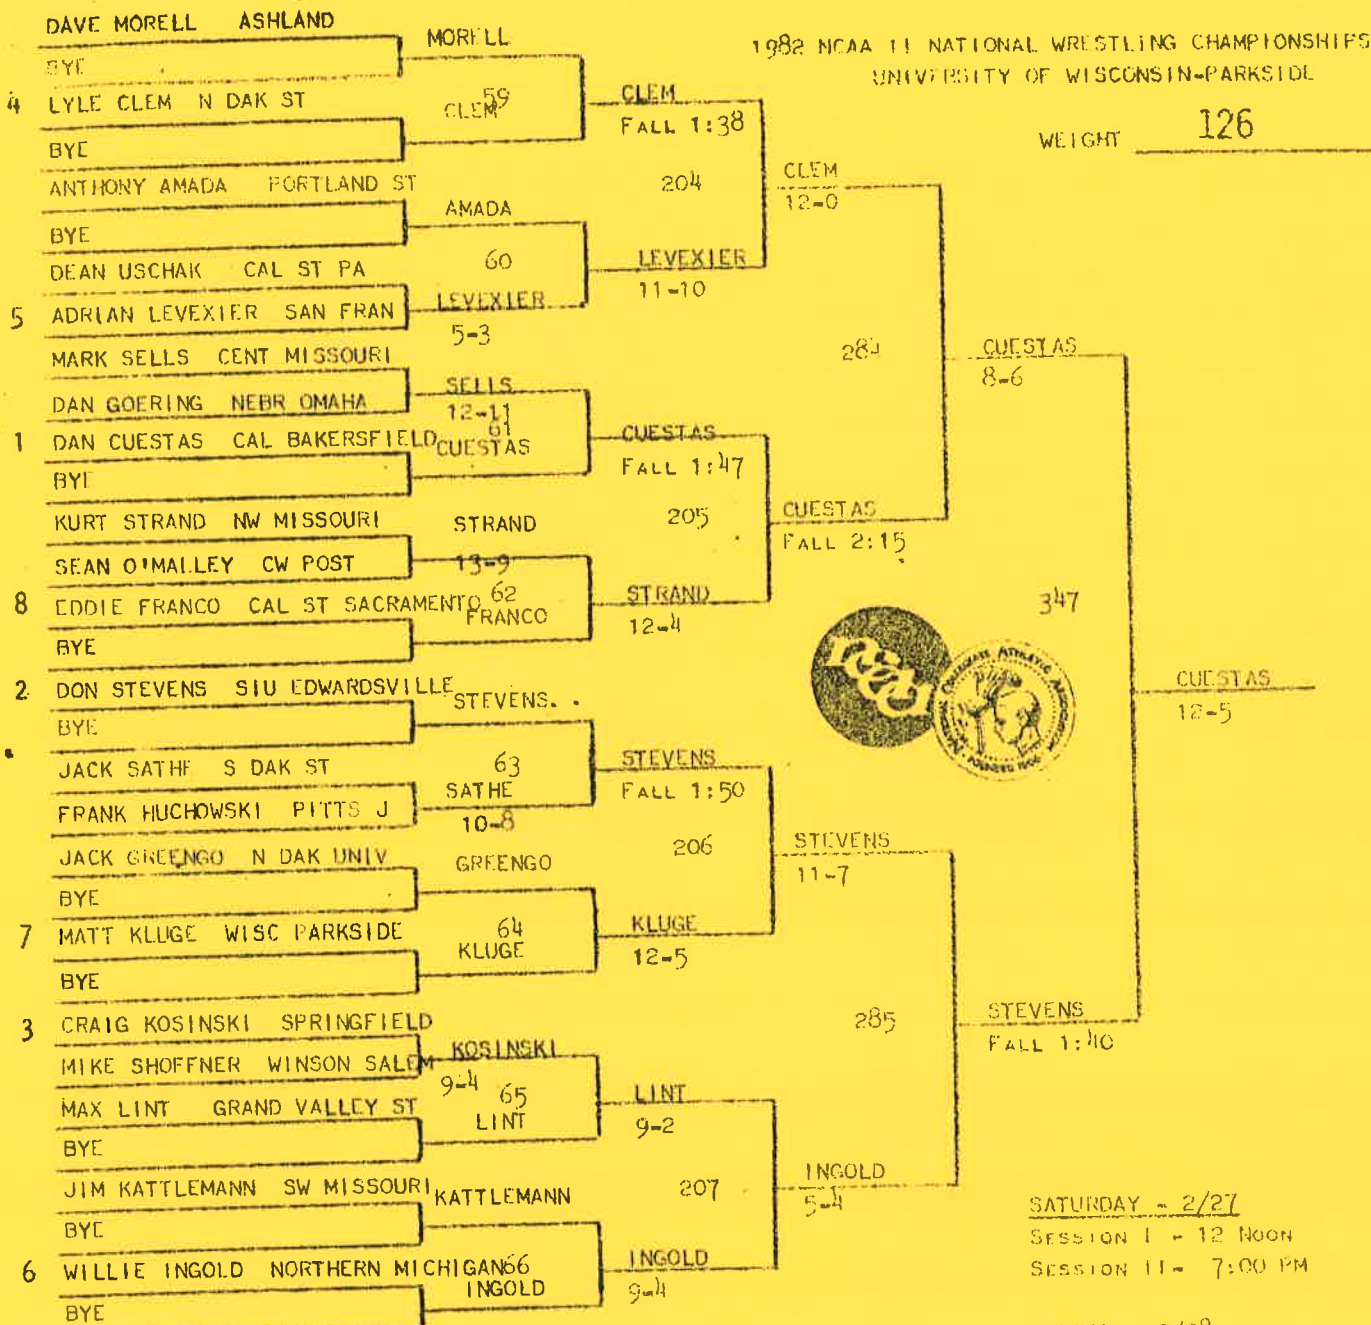 1982 NCAA II NATIONAL WRESTLING CHAMPIONSHIPS
UNIVERSITY OF WISCONSIN-PARKSIDE
WEIGHT 126
DAVE MORELL ASHLAND
BYE
4 LYLE CLEM N DAK ST
BYE
ANTHONY AMADA PORTLAND ST
BYE
DEAN USCHAK CAL ST PA
5 ADRIAN LEVEXIER SAN FRAN
MARK SELLS CENT MISSOURI
DAN GOERING NEBR OMAHA
1 DAN CUESTAS CAL BAKERSFIELD
BYE
KURT STRAND NW MISSOURI
SEAN O'MALLEY CW POST
8 EDDIE FRANCO CAL ST SACRAMENTO
BYE
2 DON STEVENS SIU EDWARDSVILLE
BYE
JACK SATHE S DAK ST
FRANK HUCHOWSKI PITTS J
JACK GREENGO N DAK UNIV
BYE
7 MATT KLUGE WISC PARKSIDE
BYE
3 CRAIG KOSINSKI SPRINGFIELD
MIKE SHOFFNER WINSON SALEM
MAX LINT GRAND VALLEY ST
BYE
JIM KATTLEMANN SW MISSOURI
BYE
6 WILLIE INGOLD NORTHERN MICHIGAN
BYE
MORELL
59
CLEM
AMADA
60
LEVEXIER
5-3
SELLS
12-11
61
CUESTAS
STRAND
13-9
62
FRANCO
STEVENS
63
SATHE
10-8
GREENGO
64
KLUGE
KOSINSKI
9-4
65
LINT
KATTLEMANN
66
INGOLD
CLEM
FALL 1:38
204
LEVEXIER
11-10
CUESTAS
FALL 1:47
205
STRAND
12-4
STEVENS
FALL 1:50
206
KLUGE
12-5
LINT
9-2
207
INGOLD
9-4
CLEM
12-0
284
CUESTAS
FALL 2:15
STEVENS
11-7
285
INGOLD
5-4
CUESTAS
8-6
347
STEVENS
FALL 1:40
CUESTAS
12-5
NCAA
NATIONAL COLLEGIATE ATHLETIC ASSOCIATION
FOUNDED 1906
SATURDAY - 2/27
SESSION I - 12 NOON
SESSION II - 7:00 PM